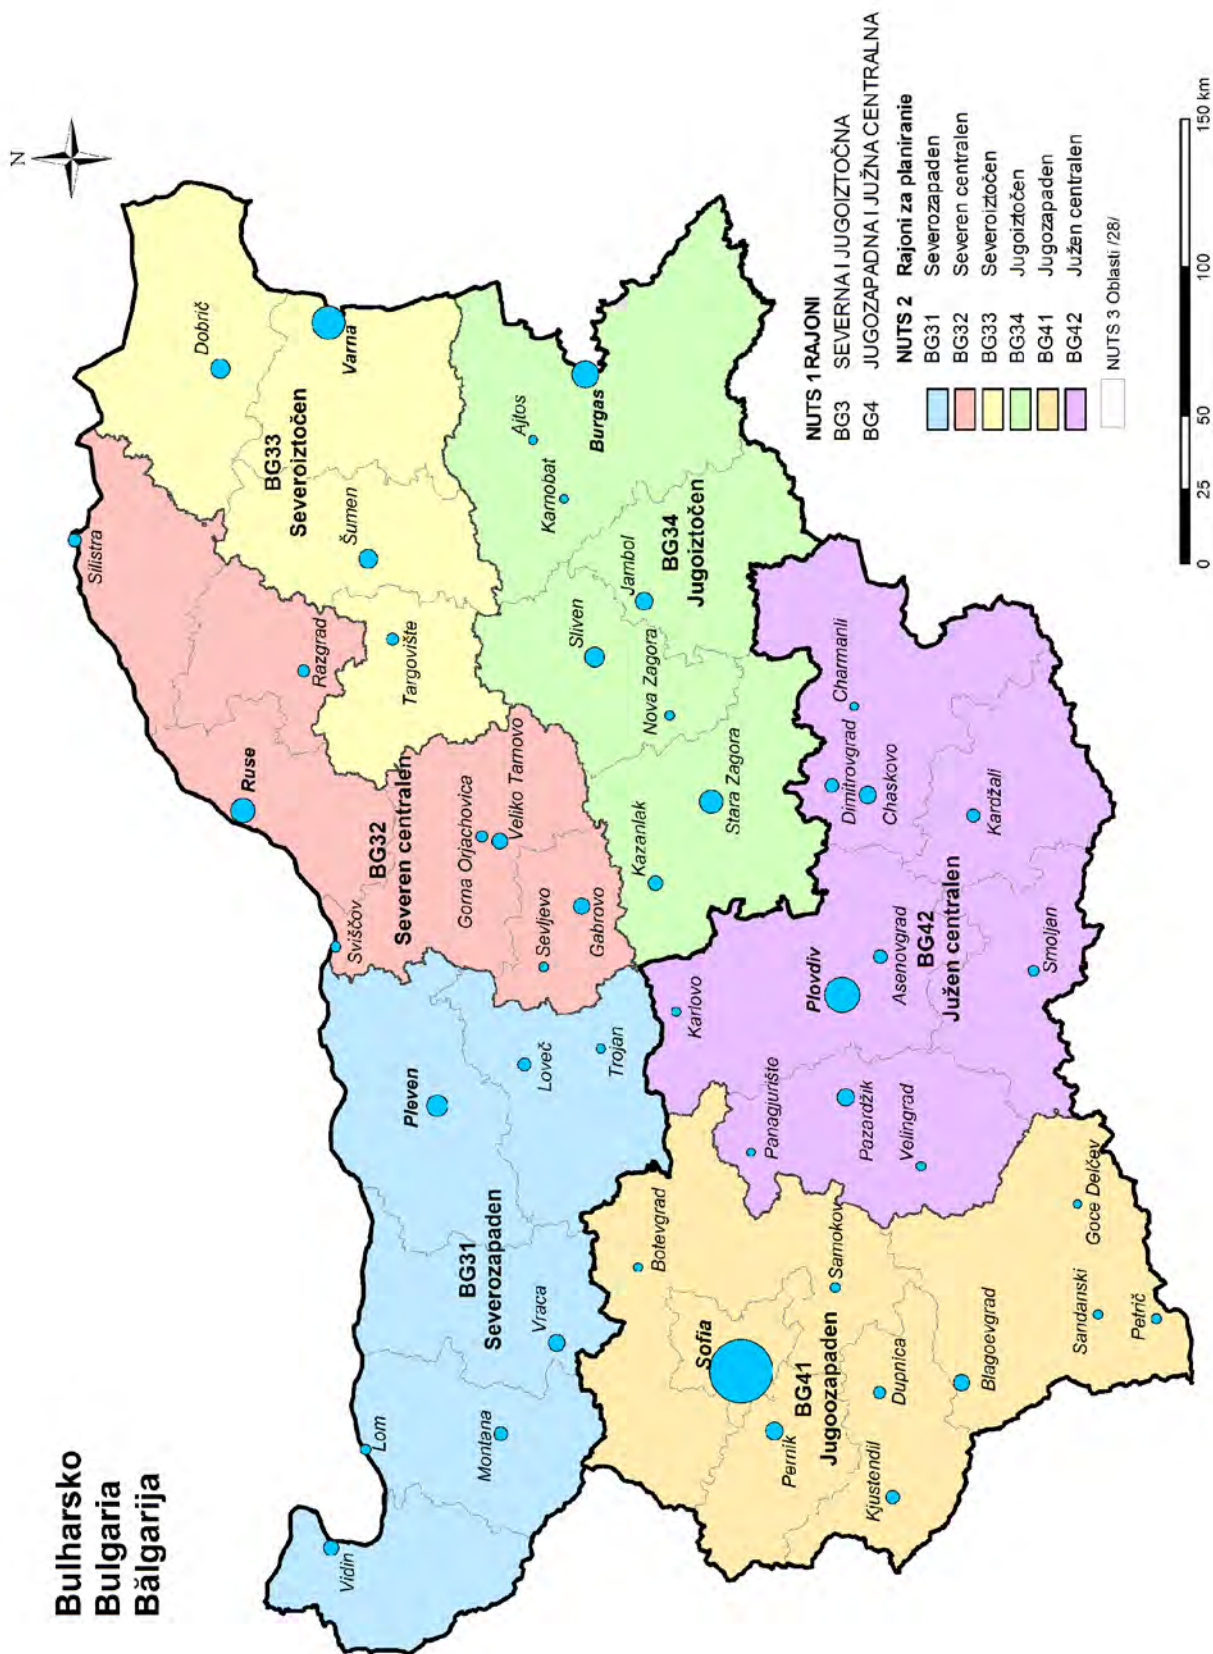 Bulharsko
Bulgaria
Bălgarija
N
Vidin
Lom
Montana
Vraca
BG31
Severozapaden
Pleven
Loveč
Trojan
Sviščov
Ruse
BG32
Severen centralen
Gorna Orjachovica
Veliko Tarnovo
Sevljevo
Gabrovo
Razgrad
Silistra
Targovište
Šumen
BG33
Severoiztočen
Dobrič
Varna
Ajtos
Karnobat
Burgas
BG34
Jugoiztočen
Sliven
Jambol
Nova Zagora
Kazanlak
Stara Zagora
Botevgrad
Sofia
BG41
Jugoozapaden
Pernik
Samokov
Dupnica
Kjustendil
Blagoevgrad
Sandanski
Petrič
Goce Delčev
Karlovo
Panagjurište
Pazardžik
Velingrad
Plovdiv
Asenovgrad
BG42
Južen centralen
Smoljen
Dimitrovgrad
Chaskovo
Charmanli
Kardžali
NUTS 1 RAJONI
BG3 SEVERNA I JUGOIZTOČNA
BG4 JUGOZAPADNA I JUŽNA CENTRALNA
NUTS 2 Rajoni za planiranie
BG31 Severozapaden
BG32 Severen centralen
BG33 Severoiztočen
BG34 Jugoiztočen
BG41 Jugozapaden
BG42 Južen centralen
NUTS 3 Oblasti /28/
0 25 50 100 150 km